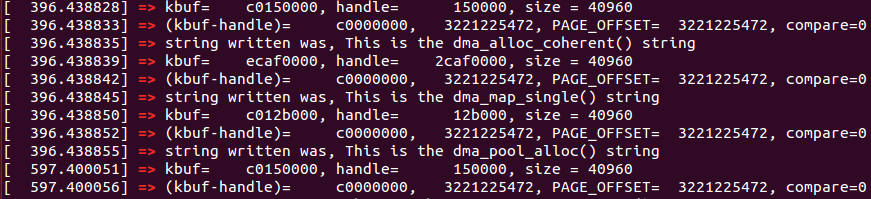 [  396.438828] => kbuf=    c0150000, handle=      150000, size = 40960
[  396.438833] => (kbuf-handle)=     c0000000,   3221225472, PAGE_OFFSET=  3221225472, compare=0
[  396.438835] => string written was, This is the dma_alloc_coherent() string
[  396.438839] => kbuf=    ecaf0000, handle=    2caf0000, size = 40960
[  396.438842] => (kbuf-handle)=     c0000000,   3221225472, PAGE_OFFSET=  3221225472, compare=0
[  396.438845] => string written was, This is the dma_map_single() string
[  396.438850] => kbuf=    c012b000, handle=      12b000, size = 40960
[  396.438852] => (kbuf-handle)=     c0000000,   3221225472, PAGE_OFFSET=  3221225472, compare=0
[  396.438855] => string written was, This is the dma_pool_alloc() string
[  597.400051] => kbuf=    c0150000, handle=      150000, size = 40960
[  597.400056] => (kbuf-handle)=     c0000000,   3221225472, PAGE_OFFSET=  3221225472, compare=0